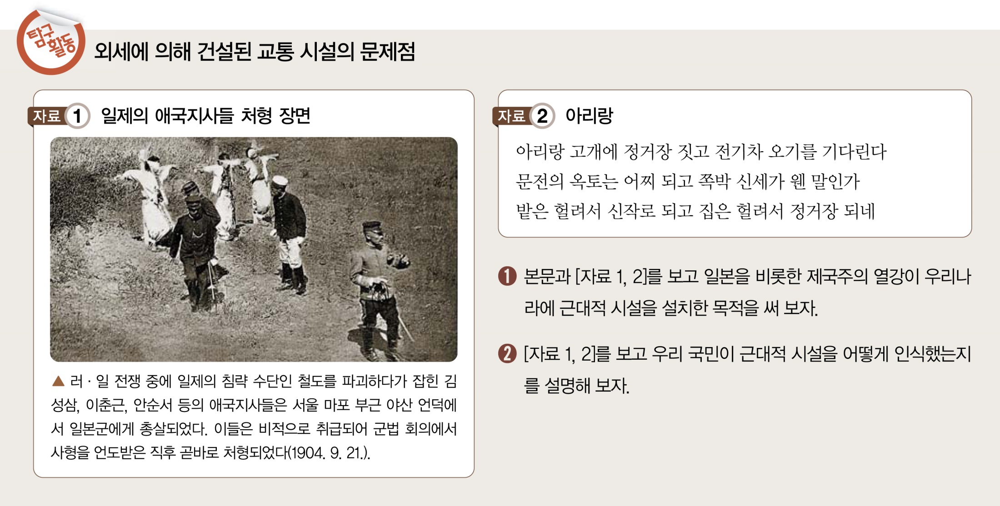 탐구
활동
외세에 의해 건설된 교통 시설의 문제점
자료 1 일제의 애국지사들 처형 장면
▲ 러·일 전쟁 중에 일제의 침략 수단인 철도를 파괴하다가 잡힌 김
성삼, 이춘근, 안순서 등의 애국지사들은 서울 마포 부근 야산 언덕에
서 일본군에게 총살되었다. 이들은 비적으로 취급되어 군법 회의에서
사형을 언도받은 직후 곧바로 처형되었다(1904. 9. 21.).
자료 2 아리랑
아리랑 고개에 정거장 짓고 전기차 오기를 기다린다
문전의 옥토는 어찌 되고 쪽박 신세가 웬 말인가
밭은 헐려서 신작로 되고 집은 헐려서 정거장 되네
1 본문과 [자료 1, 2]를 보고 일본을 비롯한 제국주의 열강이 우리나
라에 근대적 시설을 설치한 목적을 써 보자.
2 [자료 1, 2]를 보고 우리 국민이 근대적 시설을 어떻게 인식했는지
를 설명해 보자.